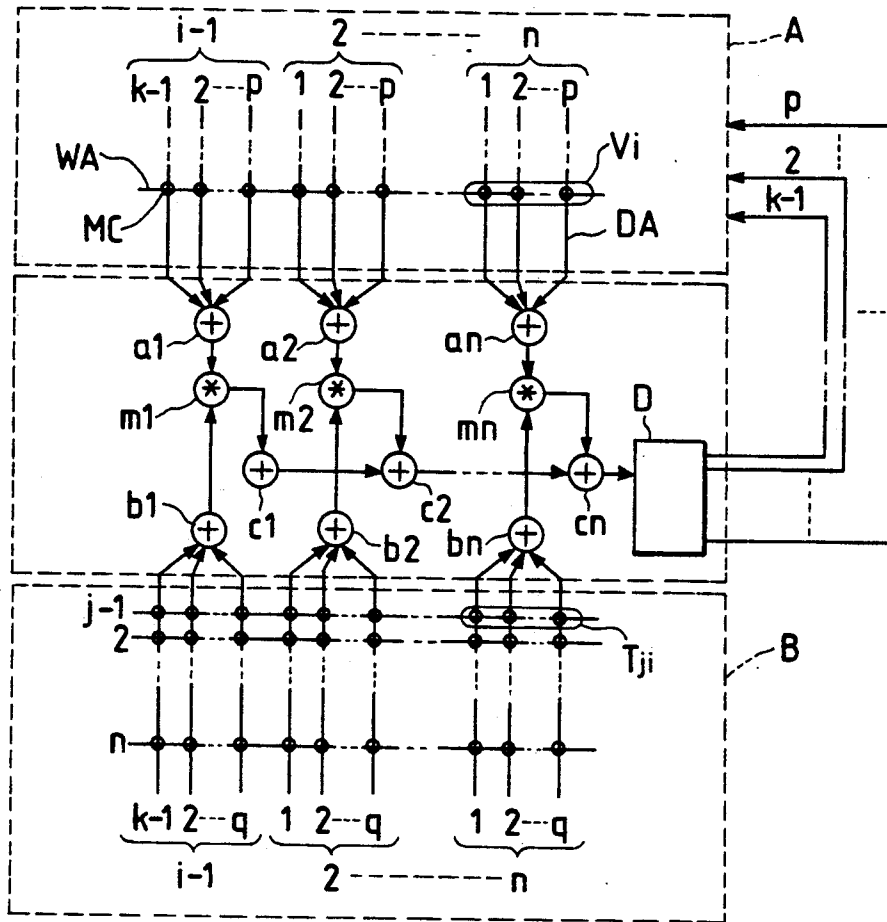 i-1 2 n
A
k-1 2 p 1 2 p 1 2 p
p
Vi
WA
2
k-1
MC
DA
a1 a2 an
m1 m2 mn D
c1 c2 cn
b1 b2 bn
j-1
2
Tji
B
n
k-1 2 q 1 2 q 1 2 q
i-1 2 n